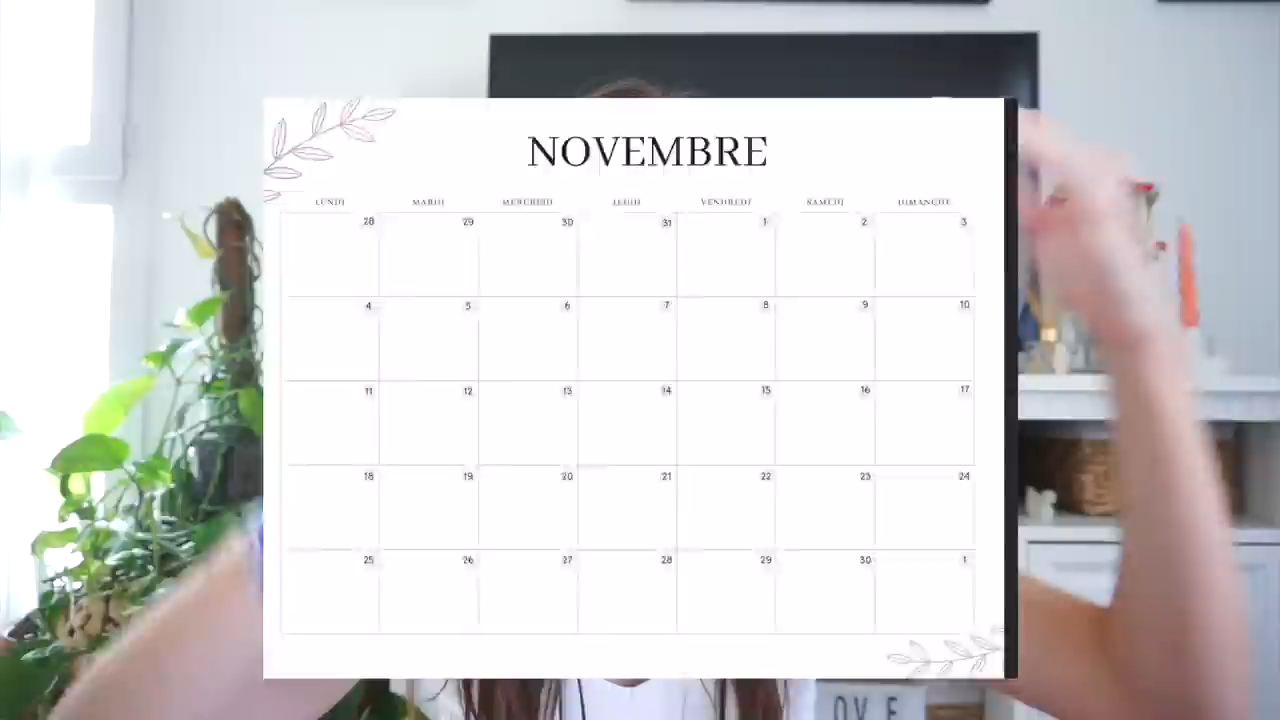 NOVEMBRE
LUNDI MARDI MERCREDI JEUDI VENDREDI SAMEDI DIMANCHE
28 29 30 31 1 2 3
4 5 6 7 8 9 10
11 12 13 14 15 16 17
18 19 20 21 22 23 24
25 26 27 28 29 30 1
OVE